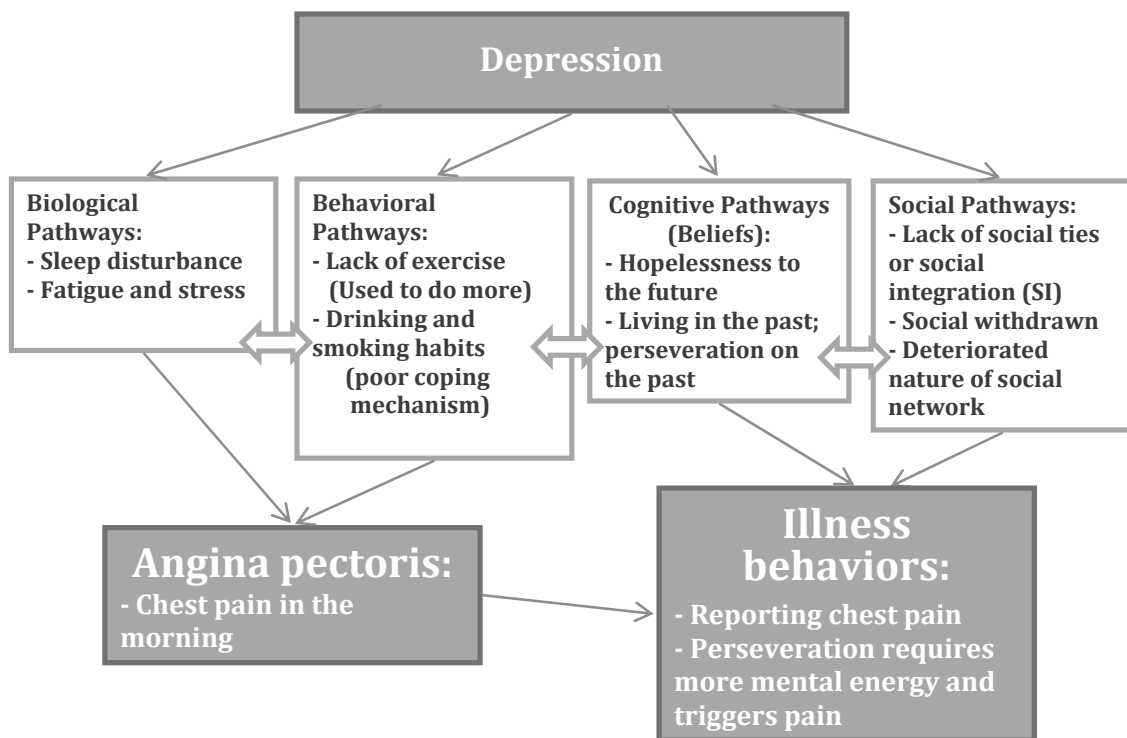 Depression
Biological
Pathways:
- Sleep disturbance
- Fatigue and stress
Behavioral
Pathways:
- Lack of exercise
(Used to do more)
- Drinking and
smoking habits
(poor coping
mechanism)
Cognitive Pathways
(Beliefs):
- Hopelessness to
the future
- Living in the past;
perseveration on
the past
Social Pathways:
- Lack of social ties
or social
integration (SI)
- Social withdrawn
- Deteriorated
nature of social
network
Angina pectoris:
- Chest pain in the
morning
Illness
behaviors:
- Reporting chest pain
- Perseveration requires
more mental energy and
triggers pain